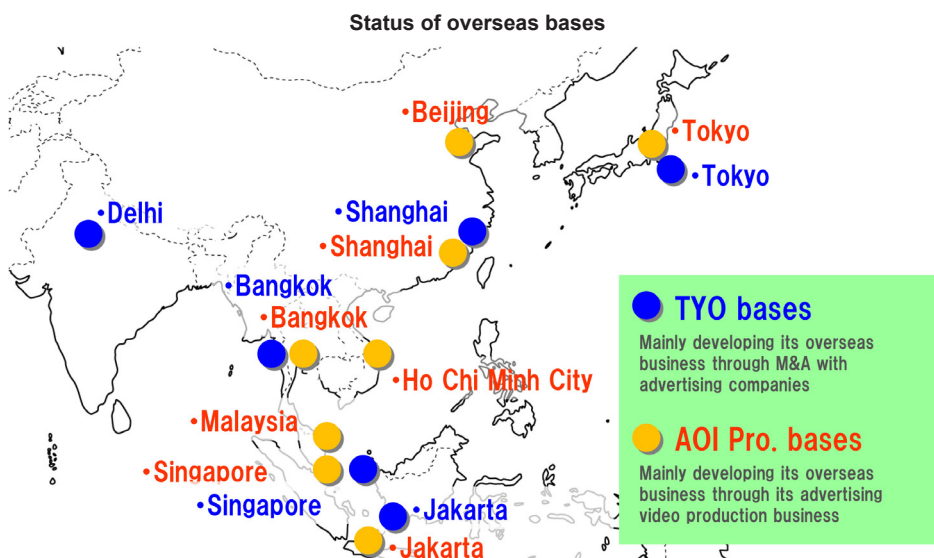 Status of overseas bases
•Beijing
•Tokyo
•Tokyo
•Delhi
•Shanghai
•Shanghai
•Bangkok
•Bangkok
•Ho Chi Minh City
•Malaysia
•Singapore
•Singapore
•Jakarta
•Jakarta
TYO bases
Mainly developing its overseas
business through M&A with
advertising companies
AOI Pro. bases
Mainly developing its overseas
business through its advertising
video production business